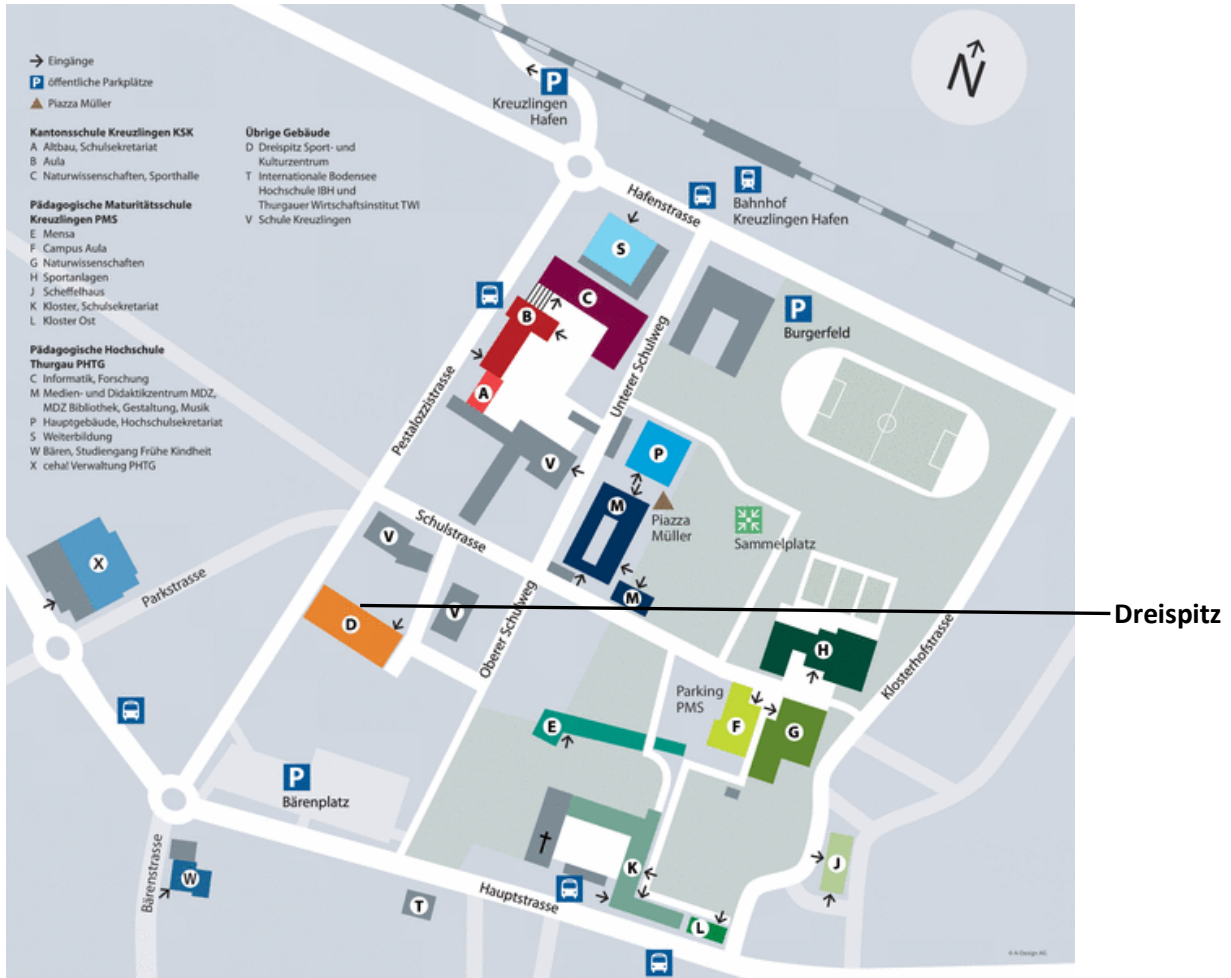 Eingänge
P öffentliche Parkplätze
Piazza Müller
Kantonsschule Kreuzlingen KSK
A Altbau, Schulsekretariat
B Aula
C Naturwissenschaften, Sporthalle
Pädagogische Maturitätsschule
Kreuzlingen PMS
E Mensa
F Campus Aula
G Naturwissenschaften
H Sportanlagen
J Scheffelhaus
K Kloster, Schulsekretariat
L Kloster Ost
Pädagogische Hochschule
Thurgau PHTG
C Informatik, Forschung
M Medien- und Didaktikzentrum MDZ,
MDZ Bibliothek, Gestaltung, Musik
P Hauptgebäude, Hochschulsekretariat
S Weiterbildung
W Bären, Studiengang Frühe Kindheit
X ceha! Verwaltung PHTG
Übrige Gebäude
D Dreispitz Sport- und
Kulturzentrum
T Internationale Bodensee
Hochschule IBH und
Thurgauer Wirtschaftsinstitut TWI
V Schule Kreuzlingen
N
P
Kreuzlingen
Hafen
Hafenstrasse
Bahnhof
Kreuzlingen Hafen
S
C
B
A
P
Burgerfeld
Pestalozzistrasse
Unterer Schulweg
V
P
M
Piazza
Müller
Sammelplatz
Schulstrasse
V
X
Parkstrasse
D
V
M
Oberer Schulweg
Dreispitz
H
Klosterhofstrasse
Parking
PMS
F
G
E
P
Bärenplatz
Bärenstrasse
W
T
Hauptstrasse
K
J
L